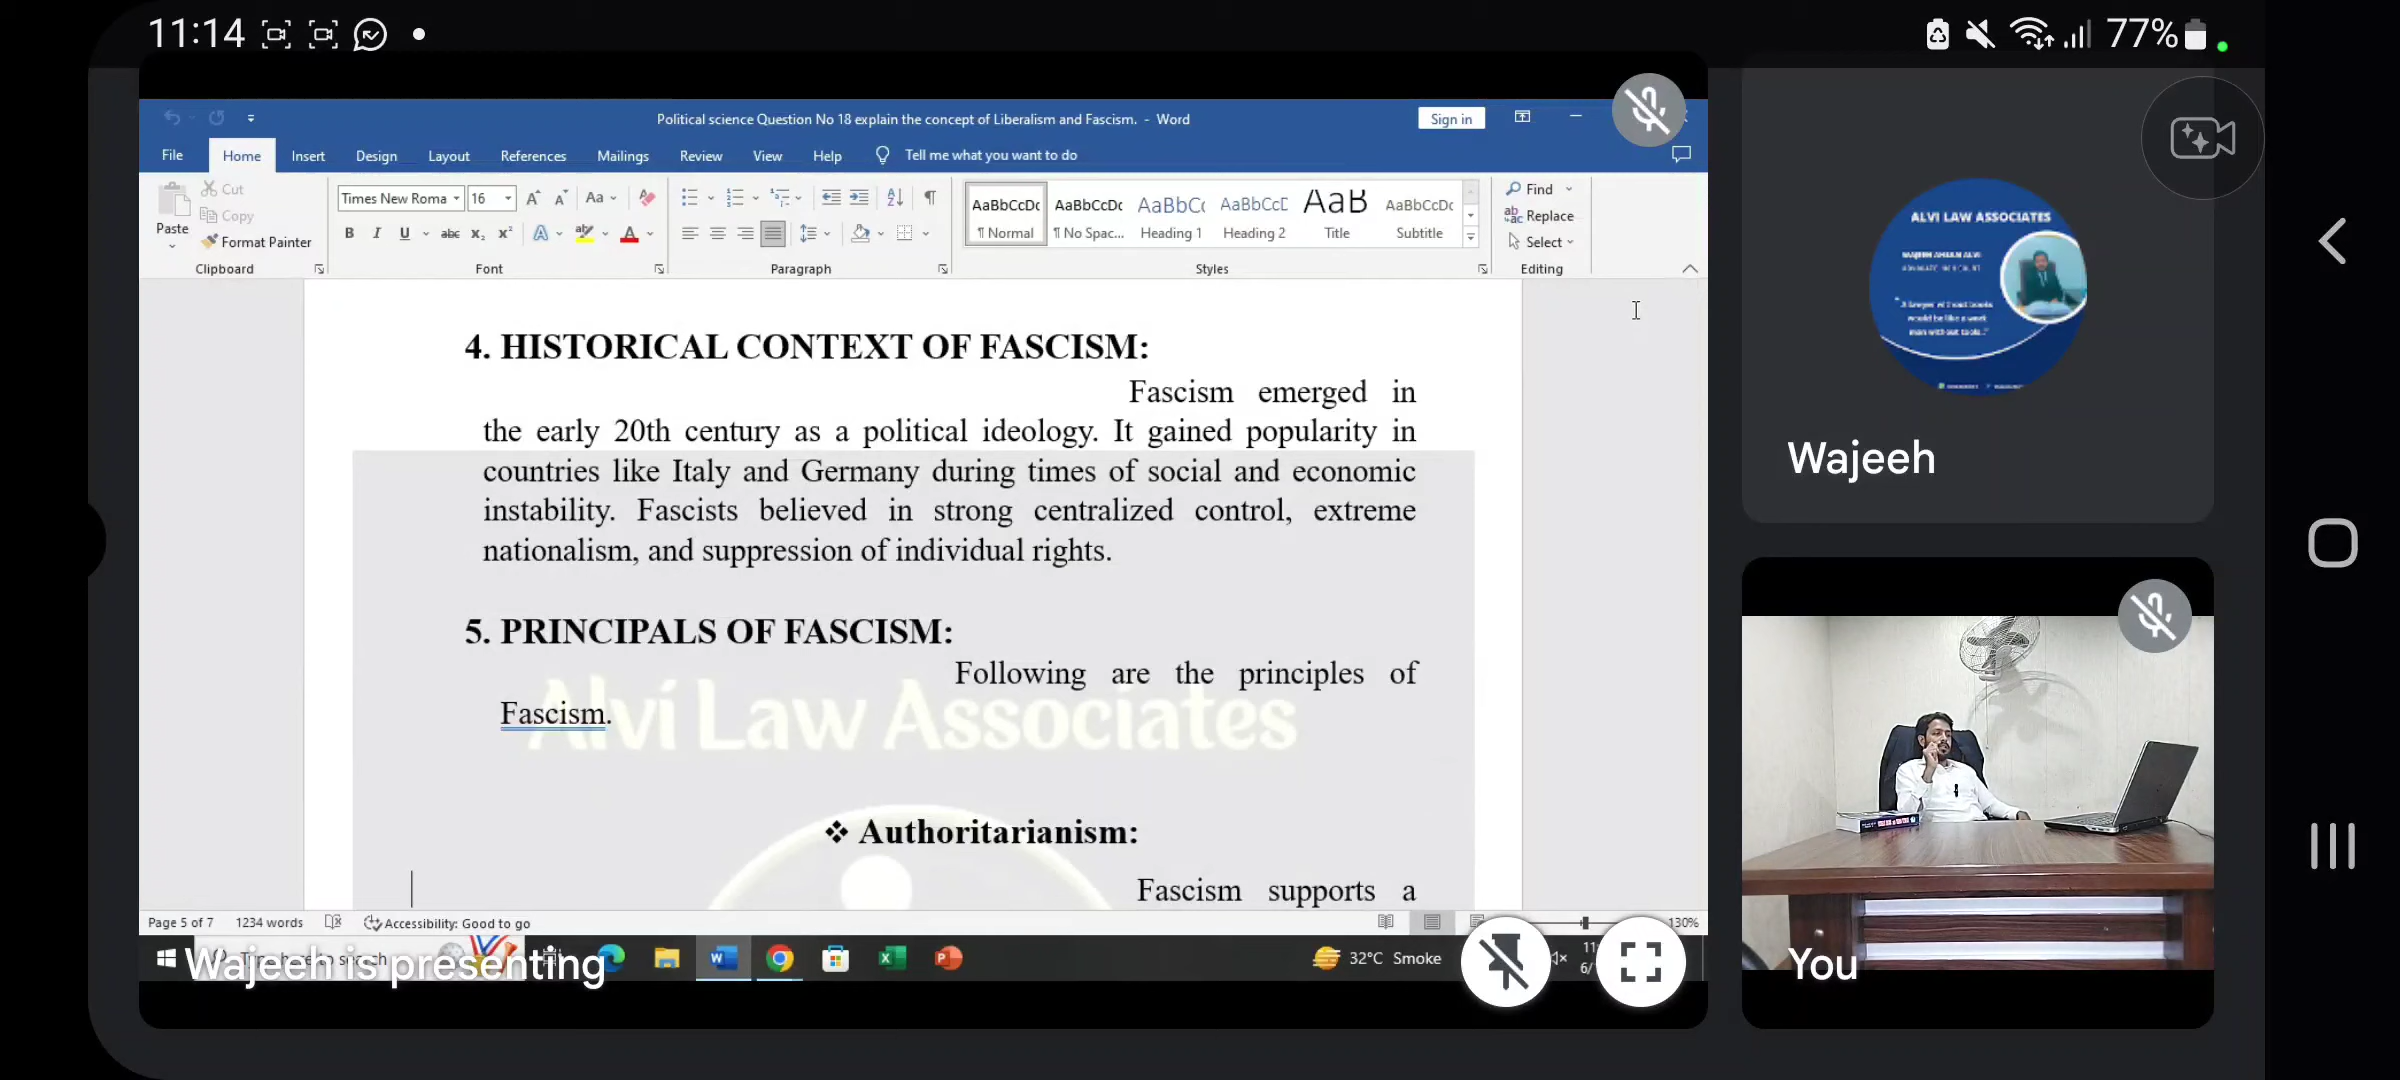 11:14
77%
Political science Question No 18 explain the concept of Liberalism and Fascism. - Word
Sign in
File Home Insert Design Layout References Mailings Review View Help Tell me what you want to do
Paste
Cut
Copy
Format Painter
Clipboard
Times New Roma 16
Font
Paragraph
AaBbCcDc AaBbCcDc AaBbCc AaBbCcD AaB AaBbCcDc
¶ Normal ¶ No Spac... Heading 1 Heading 2 Title Subtitle
Styles
Find
Replace
Select
Editing
4. HISTORICAL CONTEXT OF FASCISM:
Fascism emerged in
the early 20th century as a political ideology. It gained popularity in
countries like Italy and Germany during times of social and economic
instability. Fascists believed in strong centralized control, extreme
nationalism, and suppression of individual rights.
5. PRINCIPALS OF FASCISM:
Following are the principles of
Fascism.
Alvi Law Associates
❖ Authoritarianism:
Fascism supports a
Page 5 of 7 1234 words Accessibility: Good to go 130%
32°C Smoke
Wajeeh is presenting
ALVI LAW ASSOCIATES
Wajeeh
You